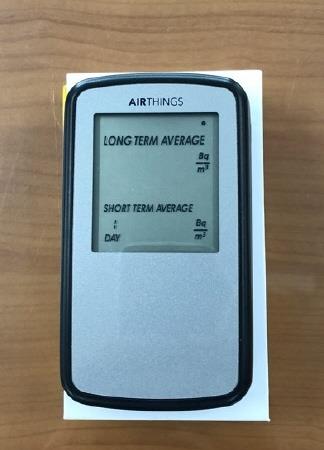 AIRTHINGS
LONG TERM AVERAGE
Bq
m³
SHORT TERM AVERAGE
Bq
m³
DAY